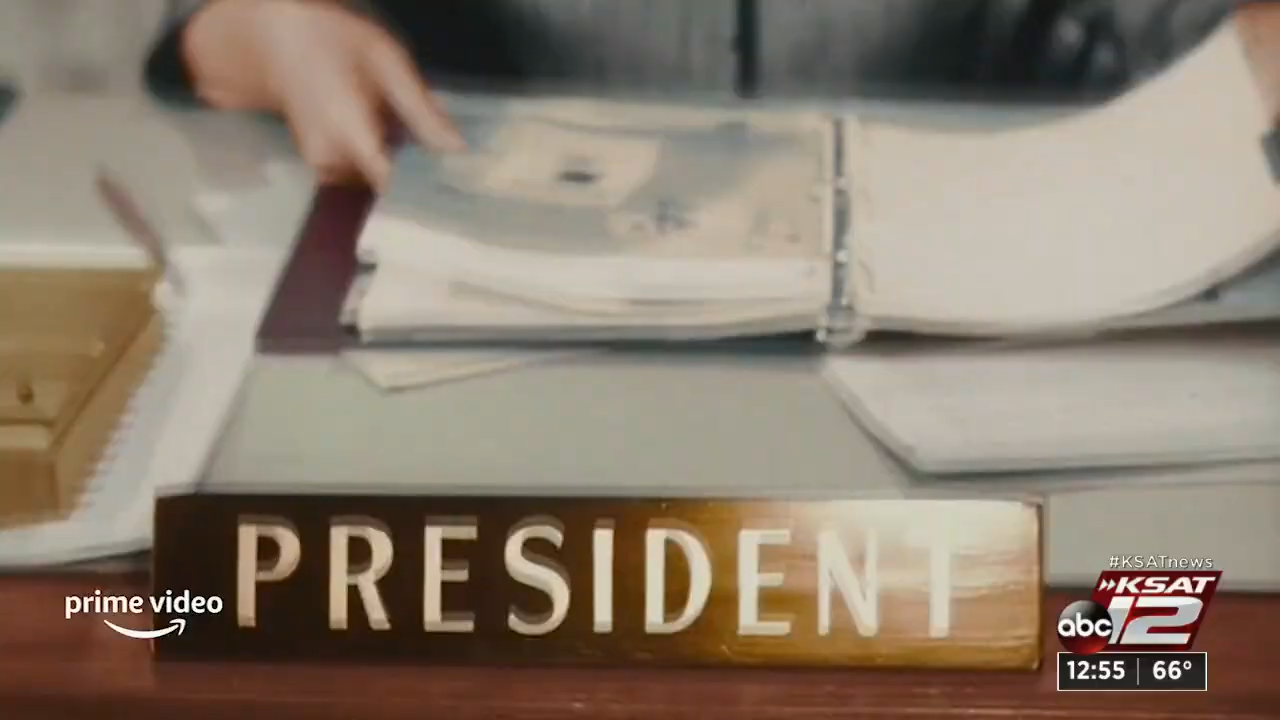 PRESIDENT
prime video
#KSATnews
KSAT
abc 12
12:55 66°